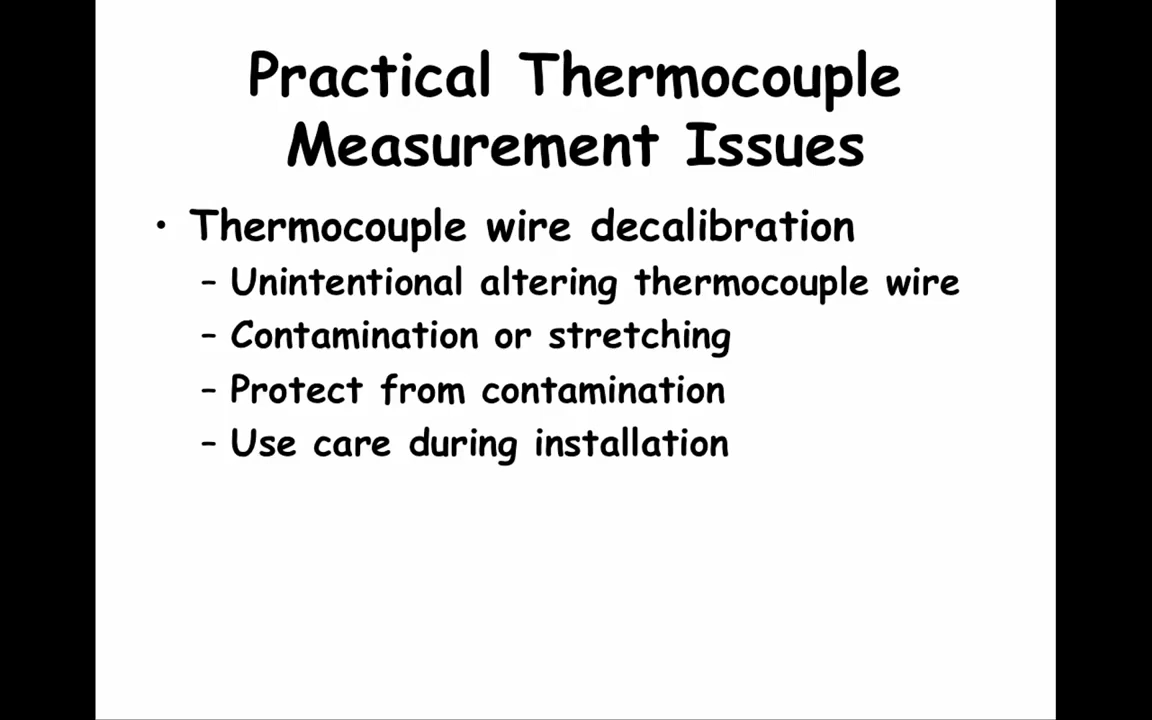 Practical Thermocouple
Measurement Issues
• Thermocouple wire decalibration
– Unintentional altering thermocouple wire
– Contamination or stretching
– Protect from contamination
– Use care during installation